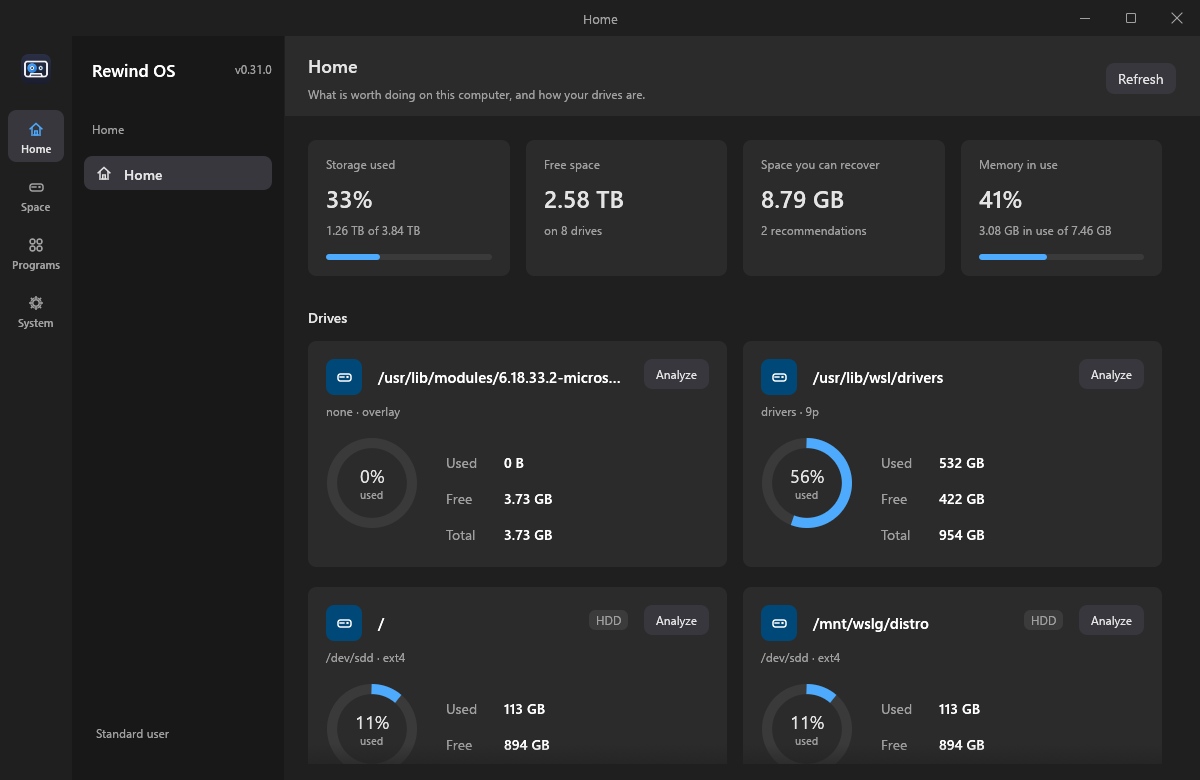 Home
Rewind OS
v0.31.0
Home
Home
Home
Space
Programs
System
Standard user
Home
What is worth doing on this computer, and how your drives are.
Refresh
Storage used
33%
1.26 TB of 3.84 TB
Free space
2.58 TB
on 8 drives
Space you can recover
8.79 GB
2 recommendations
Memory in use
41%
3.08 GB in use of 7.46 GB
Drives
/usr/lib/modules/6.18.33.2-micros...
Analyze
none · overlay
0%
used
Used 0 B
Free 3.73 GB
Total 3.73 GB
/usr/lib/wsl/drivers
Analyze
drivers · 9p
56%
used
Used 532 GB
Free 422 GB
Total 954 GB
/
HDD
Analyze
/dev/sdd · ext4
11%
used
Used 113 GB
Free 894 GB
/mnt/wslg/distro
HDD
Analyze
/dev/sdd · ext4
11%
used
Used 113 GB
Free 894 GB